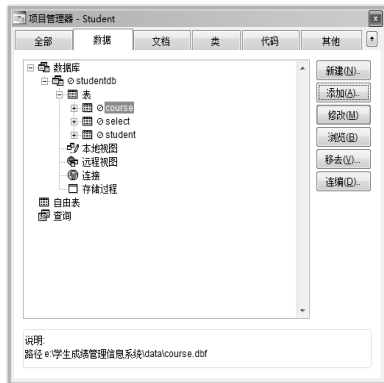 项目管理器 - Student
x
全部 数据 文档 类 代码 其他
数据库
studentdb
表
course
select
student
本地视图
远程视图
连接
存储过程
自由表
查询
新建(N)..
添加(A)..
修改(M)
浏览(B)
移去(V)...
连编(D)..
说明:
路径 e:\学生成绩管理信息系统\data\course.dbf